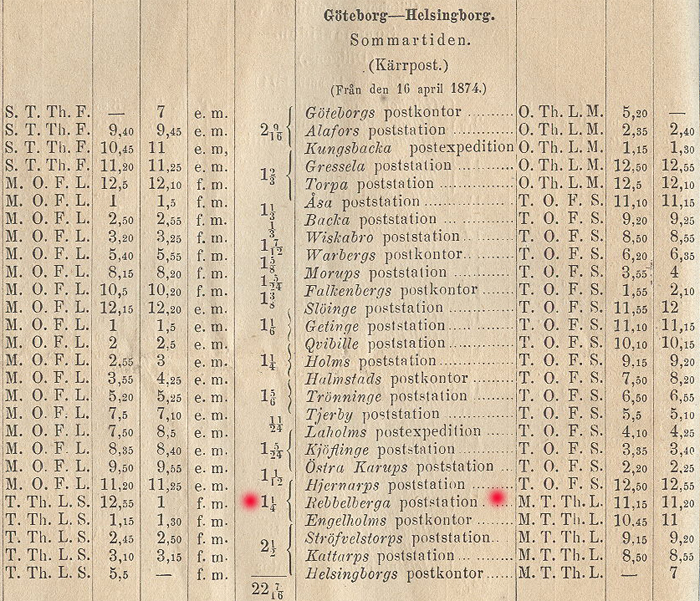 Göteborg—Helsingborg.
Sommartiden.
(Kärrpost.)
(Från den 16 april 1874.)
S. T. Th. F. — 7 e. m. Göteborgs postkontor O. Th. L. M. 5,20 —
S. T. Th. F. 9,40 9,45 e. m. 2 9/16 Alafors poststation O. Th. L. M. 2,35 2,40
S. T. Th. F. 10,45 11 e. m, Kungsbacka postexpedition O. Th. L. M. 1,15 1,30
S. T. Th. F. 11,20 11,25 e. m. 1 2/3 Gressela poststation O. Th. L. M. 12,50 12,55
M. O. F. L. 12,5 12,10 f. m. Torpa poststation O. Th. L. M. 12,5 12,10
M. O. F. L. 1 1,5 f. m. 1 1/3 Åsa poststation T. O. F. S. 11,10 11,15
M. O. F. L. 2,50 2,55 f. m. 1/3 Backa poststation T. O. F. S. 9,20 9,25
M. O. F. L. 3,20 3,25 f. m. 1 7/12 Wiskabro poststation T. O. F. S. 8,50 8,55
M. O. F. L. 5,40 5,55 f. m. 1 5/8 Warbergs postkontor T. O. F. S. 6,20 6,35
M. O. F. L. 8,15 8,20 f. m. 1 5/24 Morups poststation T. O. F. S. 3,55 4
M. O. F. L. 10,5 10,20 f. m. 1 3/8 Falkenbergs postkontor T. O. F. S. 1,55 2,10
M. O. F. L. 12,15 12,20 e. m. Slöinge poststation T. O. F. S. 11,55 12
M. O. F. L. 1 1,5 e. m. 1 1/6 Getinge poststation T. O. F. S. 11,10 11,15
M. O. F. L. 2 2,5 e. m. Qvibille poststation T. O. F. S. 10,10 10,15
M. O. F. L. 2,55 3 e. m. 1 1/4 Holms poststation T. O. F. S. 9,15 9,20
M. O. F. L. 3,55 4,25 e. m. Halmstads postkontor T. O. F. S. 7,50 8,20
M. O. F. L. 5,20 5,25 e. m. 1 5/6 Trönninge poststation T. O. F. S. 6,50 6,55
M. O. F. L. 7,5 7,10 e. m. Tjerby poststation T. O. F. S. 5,5 5,10
M. O. F. L. 7,50 8,5 e. m. 11/24 Laholms postexpedition T. O. F. S. 4,10 4,25
M. O. F. L. 8,35 8,40 e. m. 1 5/24 Kjöflinge poststation T. O. F. S. 3,35 3,40
M. O. F. L. 9,50 9,55 e. m. Östra Karups poststation T. O. F. S. 2,20 2,25
M. O. F. L. 11,20 11,25 e. m. 1 1/12 Hjernarps poststation T. O. F. S. 12,50 12,55
T. Th. L. S. 12,55 1 f. m. 1 1/4 Rebbelberga poststation M. T. Th. L. 11,15 11,20
T. Th. L. S. 1,15 1,30 f. m. Engelholms postkontor M. T. Th. L. 10,45 11
T. Th. L. S. 2,45 2,50 f. m. 2 1/2 Ströfvelstorps poststation M. T. Th. L. 9,15 9,20
T. Th. L. S. 3,10 3,15 f. m. Kattarps poststation M. T. Th. L. 8,50 8,55
T. Th. L. S. 5,5 — f. m. Helsingborgs postkontor M. T. Th. L. — 7
22 7/16